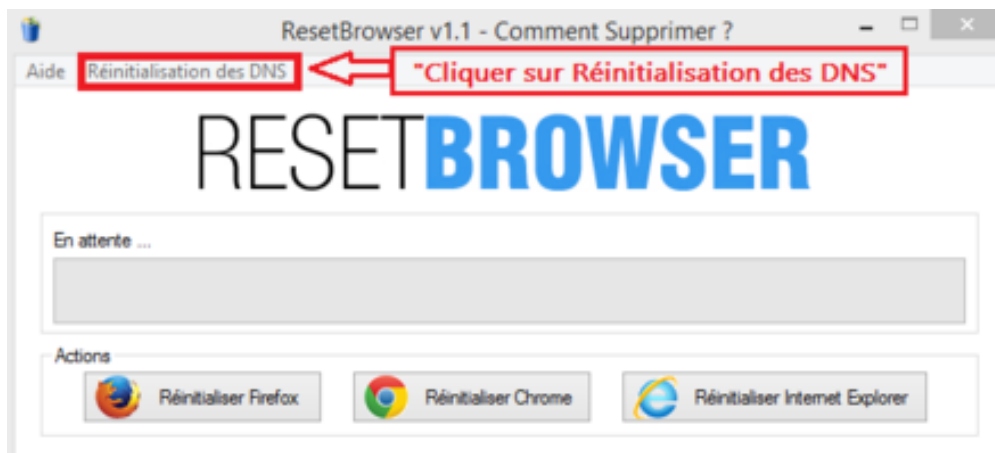 ResetBrowser v1.1 - Comment Supprimer ?
Aide Réinitialisation des DNS "Cliquer sur Réinitialisation des DNS"
RESETBROWSER
En attente ...
Actions
Réinitialiser Firefox Réinitialiser Chrome Réinitialiser Internet Explorer